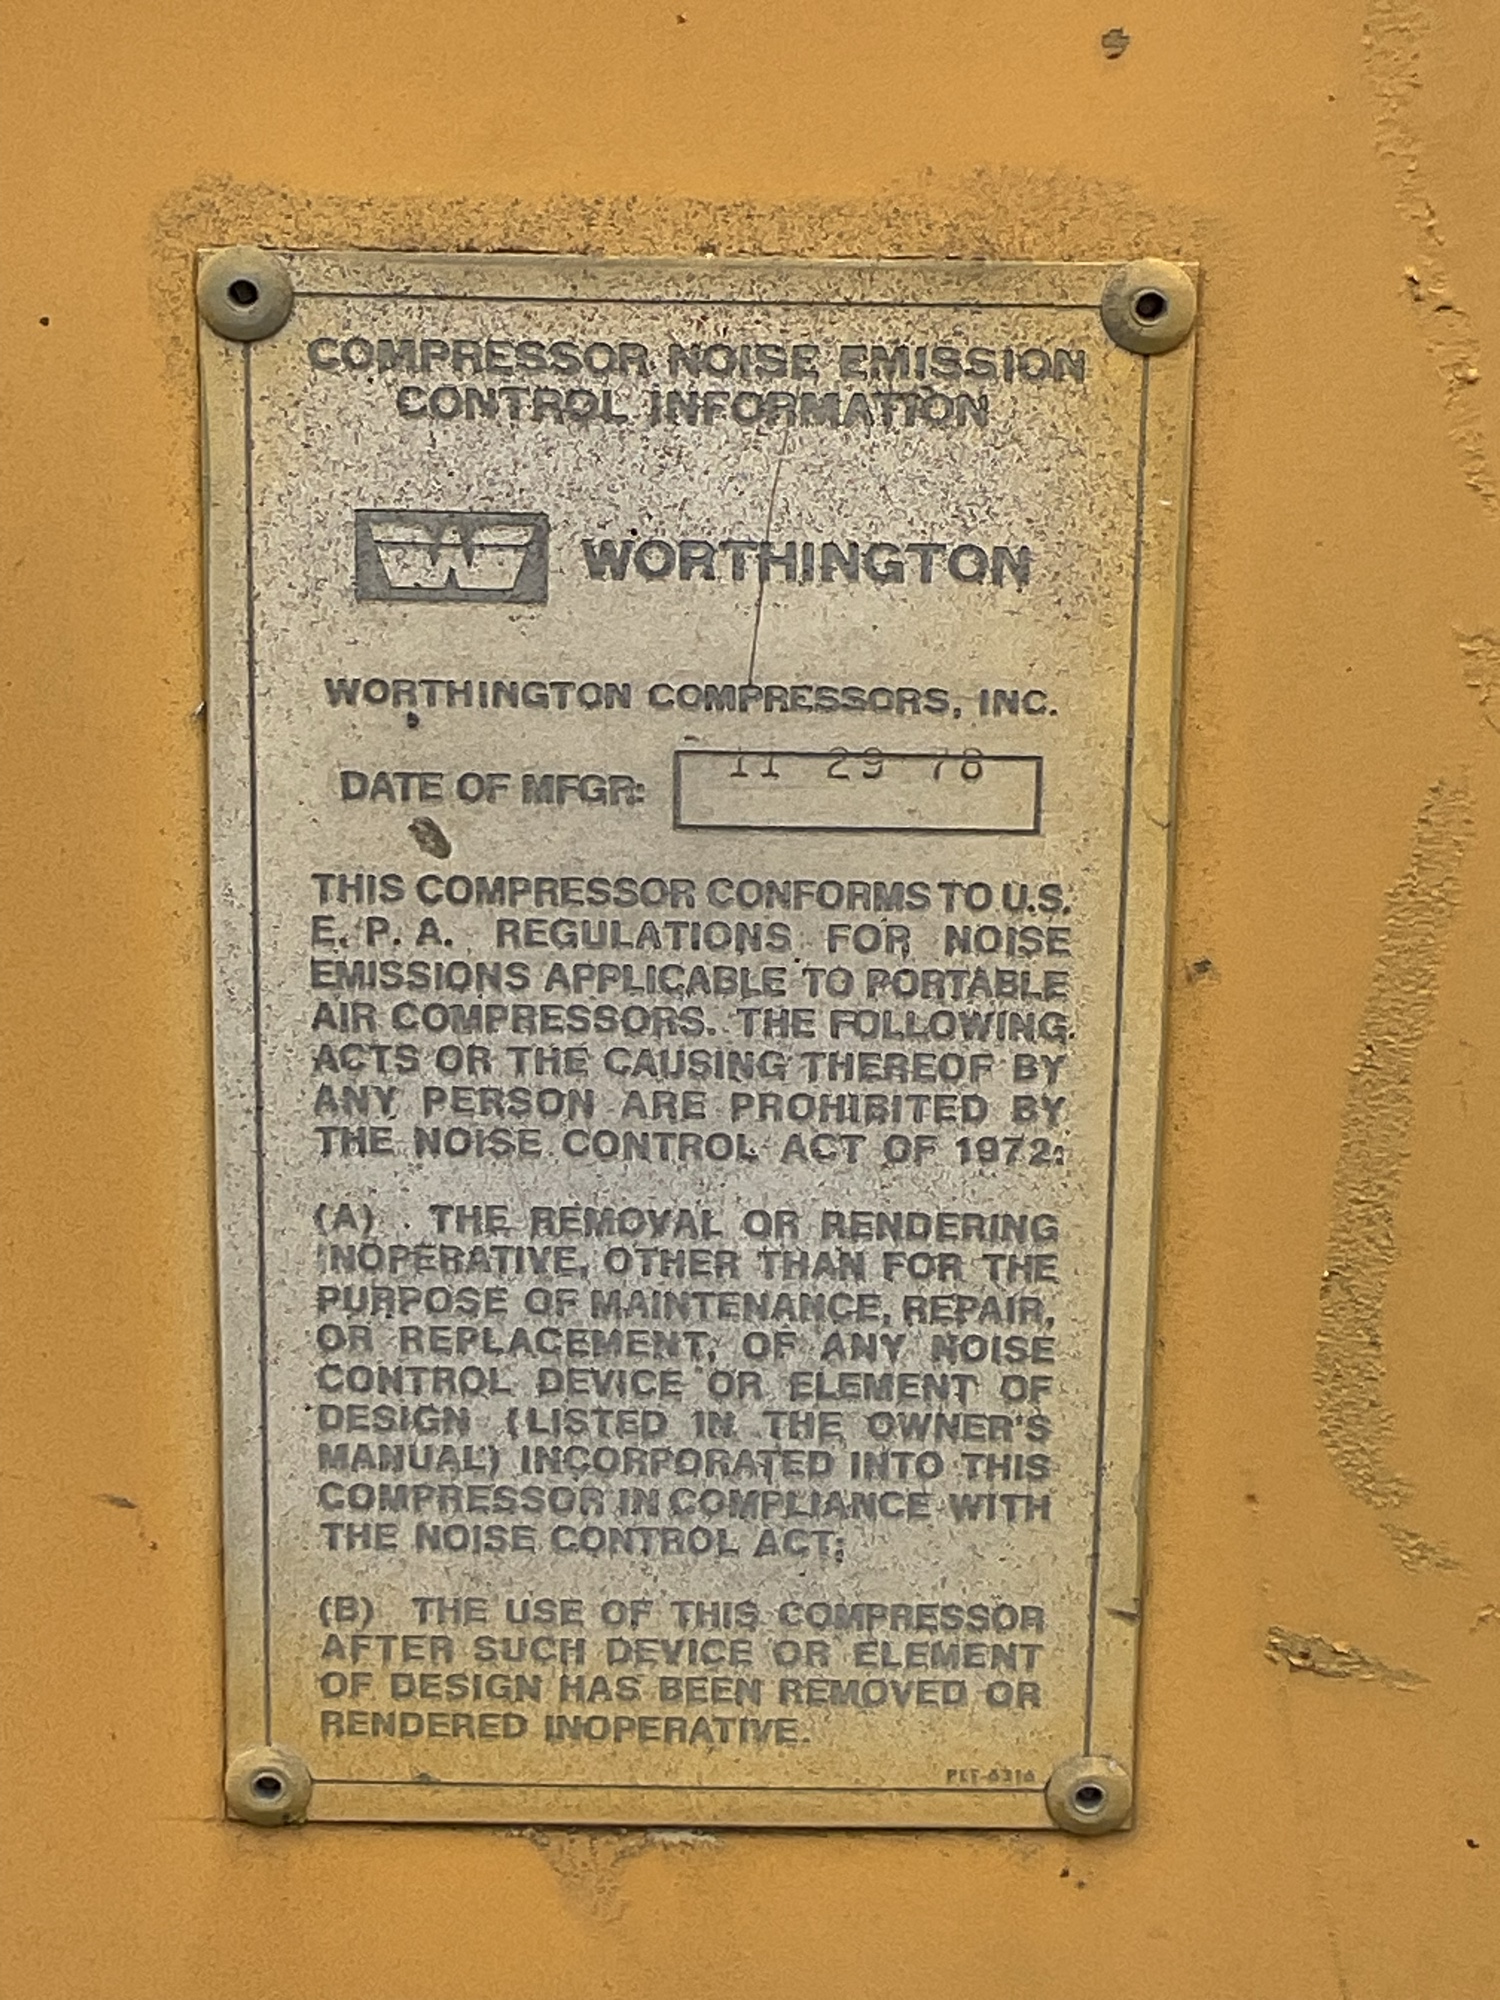 COMPRESSOR NOISE EMISSION
CONTROL INFORMATION
W WORTHINGTON
WORTHINGTON COMPRESSORS, INC.
DATE OF MFGR: 11 29 78
THIS COMPRESSOR CONFORMS TO U.S.
E. P. A. REGULATIONS FOR NOISE
EMISSIONS APPLICABLE TO PORTABLE
AIR COMPRESSORS. THE FOLLOWING
ACTS OR THE CAUSING THEREOF BY
ANY PERSON ARE PROHIBITED BY
THE NOISE CONTROL ACT OF 1972:
(A) THE REMOVAL OR RENDERING
INOPERATIVE, OTHER THAN FOR THE
PURPOSE OF MAINTENANCE, REPAIR,
OR REPLACEMENT, OF ANY NOISE
CONTROL DEVICE OR ELEMENT OF
DESIGN (LISTED IN THE OWNER'S
MANUAL) INCORPORATED INTO THIS
COMPRESSOR IN COMPLIANCE WITH
THE NOISE CONTROL ACT;
(B) THE USE OF THIS COMPRESSOR
AFTER SUCH DEVICE OR ELEMENT
OF DESIGN HAS BEEN REMOVED OR
RENDERED INOPERATIVE.